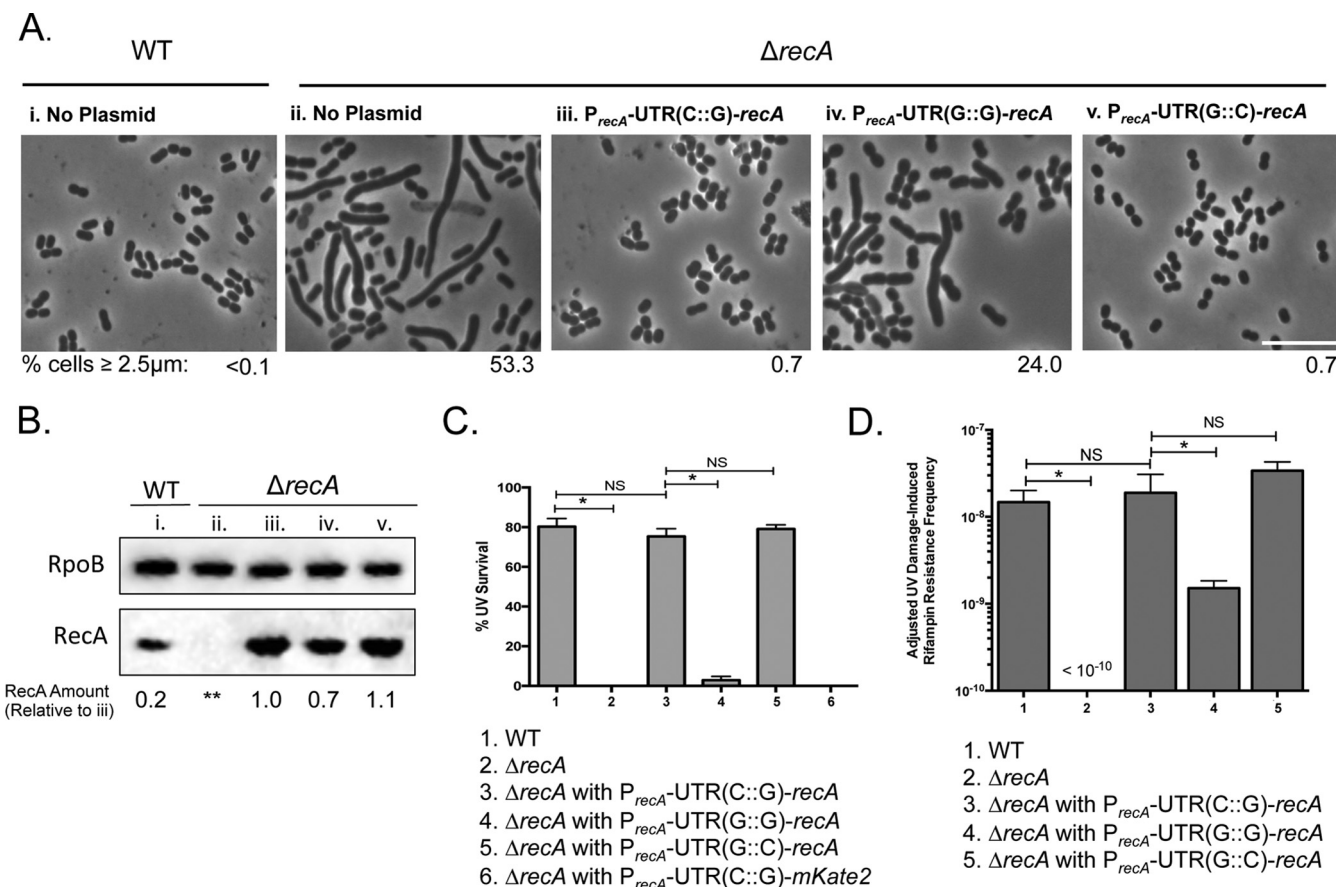 A.
WT
ΔrecA
i. No Plasmid
ii. No Plasmid
iii. PrecA-UTR(C::G)-recA
iv. PrecA-UTR(G::G)-recA
v. PrecA-UTR(G::C)-recA
% cells ≥ 2.5µm: <0.1 53.3 0.7 24.0 0.7
B.
WT ΔrecA
i. ii. iii. iv. v.
RpoB
RecA
RecA Amount
(Relative to iii)
0.2 ** 1.0 0.7 1.1
C.
% UV Survival
100
80
60
40
20
0
NS
NS
*
*
1 2 3 4 5 6
1. WT
2. ΔrecA
3. ΔrecA with PrecA-UTR(C::G)-recA
4. ΔrecA with PrecA-UTR(G::G)-recA
5. ΔrecA with PrecA-UTR(G::C)-recA
6. ΔrecA with PrecA-UTR(C::G)-mKate2
D.
Adjusted UV Damage-Induced
Rifampin Resistance Frequency
10⁻⁷
10⁻⁸
10⁻⁹
10⁻¹⁰
NS
NS
*
*
< 10⁻¹⁰
1 2 3 4 5
1. WT
2. ΔrecA
3. ΔrecA with PrecA-UTR(C::G)-recA
4. ΔrecA with PrecA-UTR(G::G)-recA
5. ΔrecA with PrecA-UTR(G::C)-recA